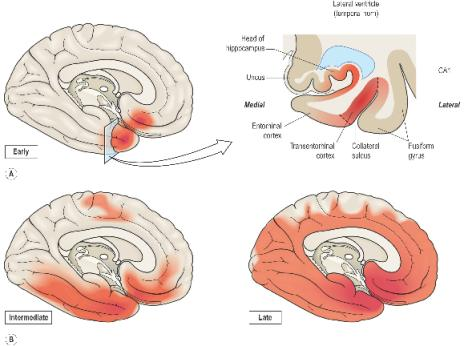 Lateral ventricle
(temporal horn)
Head of
hippocampus
CA1
Uncus
Medial
Lateral
Entorhinal
cortex
Transentorhinal
cortex
Collateral
sulcus
Fusiform
gyrus
Early
A
Intermediate
Late
B